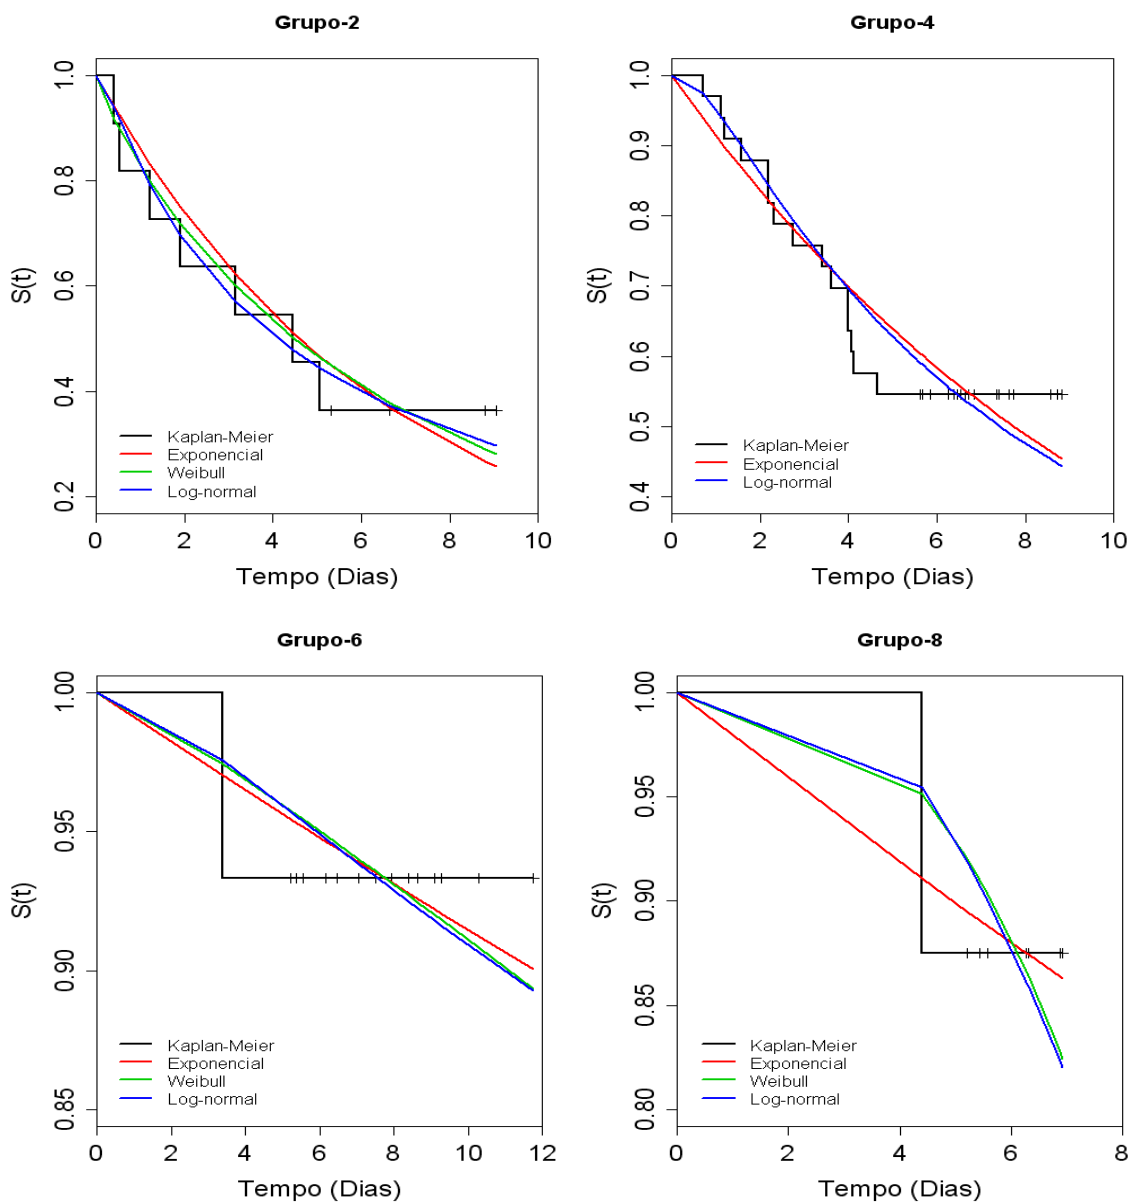 Grupo-2
S(t)
1.0
0.8
0.6
0.4
0.2
Kaplan-Meier
Exponencial
Weibull
Log-normal
0 2 4 6 8 10
Tempo (Dias)
Grupo-4
S(t)
1.0
0.9
0.8
0.7
0.6
0.5
0.4
Kaplan-Meier
Exponencial
Log-normal
0 2 4 6 8 10
Tempo (Dias)
Grupo-6
S(t)
1.00
0.95
0.90
0.85
Kaplan-Meier
Exponencial
Weibull
Log-normal
0 2 4 6 8 10 12
Tempo (Dias)
Grupo-8
S(t)
1.00
0.95
0.90
0.85
0.80
Kaplan-Meier
Exponencial
Weibull
Log-normal
0 2 4 6 8
Tempo (Dias)